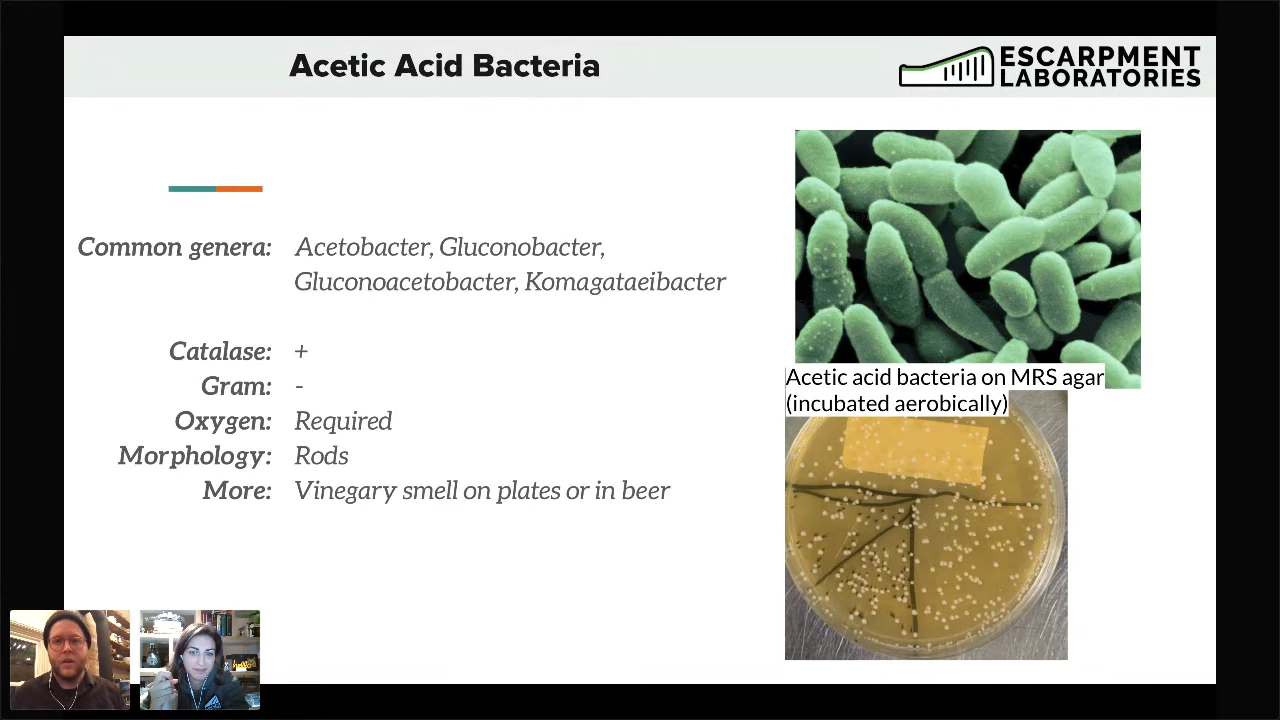 Acetic Acid Bacteria
ESCARPMENT
LABORATORIES
Common genera: Acetobacter, Gluconobacter,
Gluconoacetobacter, Komagataeibacter
Catalase: +
Gram: -
Oxygen: Required
Morphology: Rods
More: Vinegary smell on plates or in beer
Acetic acid bacteria on MRS agar
(incubated aerobically)
hello